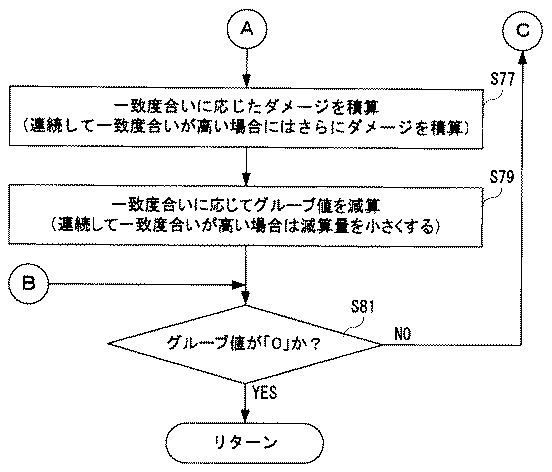 A
C
S77
一致度合いに応じたダメージを積算
(連続して一致度合いが高い場合にはさらにダメージを積算)
S79
一致度合いに応じてグルーブ値を減算
(連続して一致度合いが高い場合は減算量を小さくする)
B
S81
グルーブ値が「0」か?
NO
YES
リターン